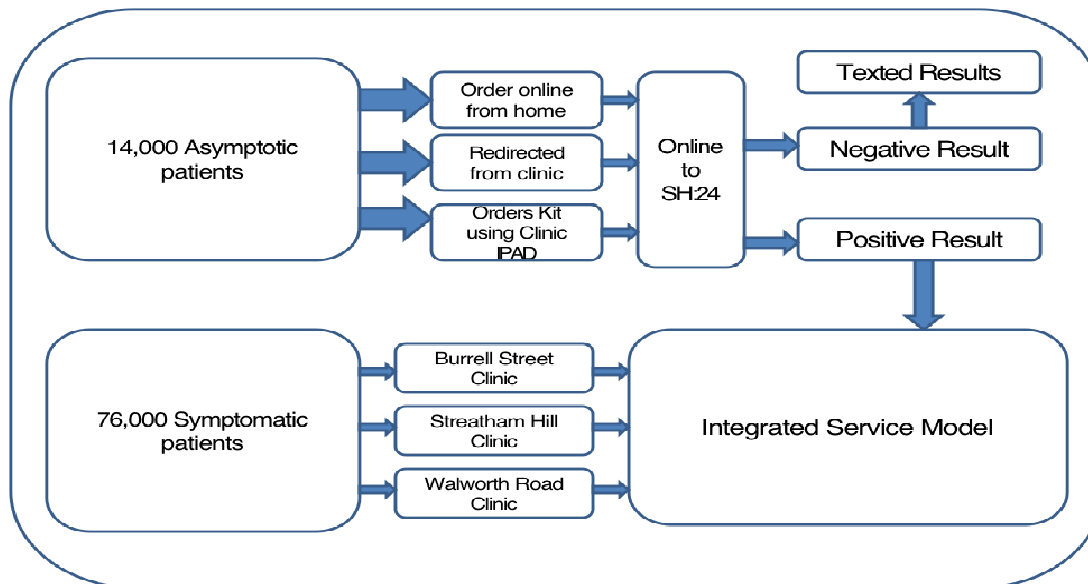 14,000 Asymptotic
patients
Order online
from home
Redirected
from clinic
Orders Kit
using Clinic
IPAD
Online
to
SH:24
Texted Results
Negative Result
Positive Result
76,000 Symptomatic
patients
Burrell Street
Clinic
Streatham Hill
Clinic
Walworth Road
Clinic
Integrated Service Model